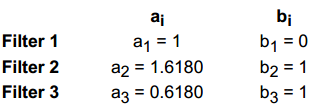 aᵢ bᵢ
Filter 1 a₁ = 1 b₁ = 0
Filter 2 a₂ = 1.6180 b₂ = 1
Filter 3 a₃ = 0.6180 b₃ = 1